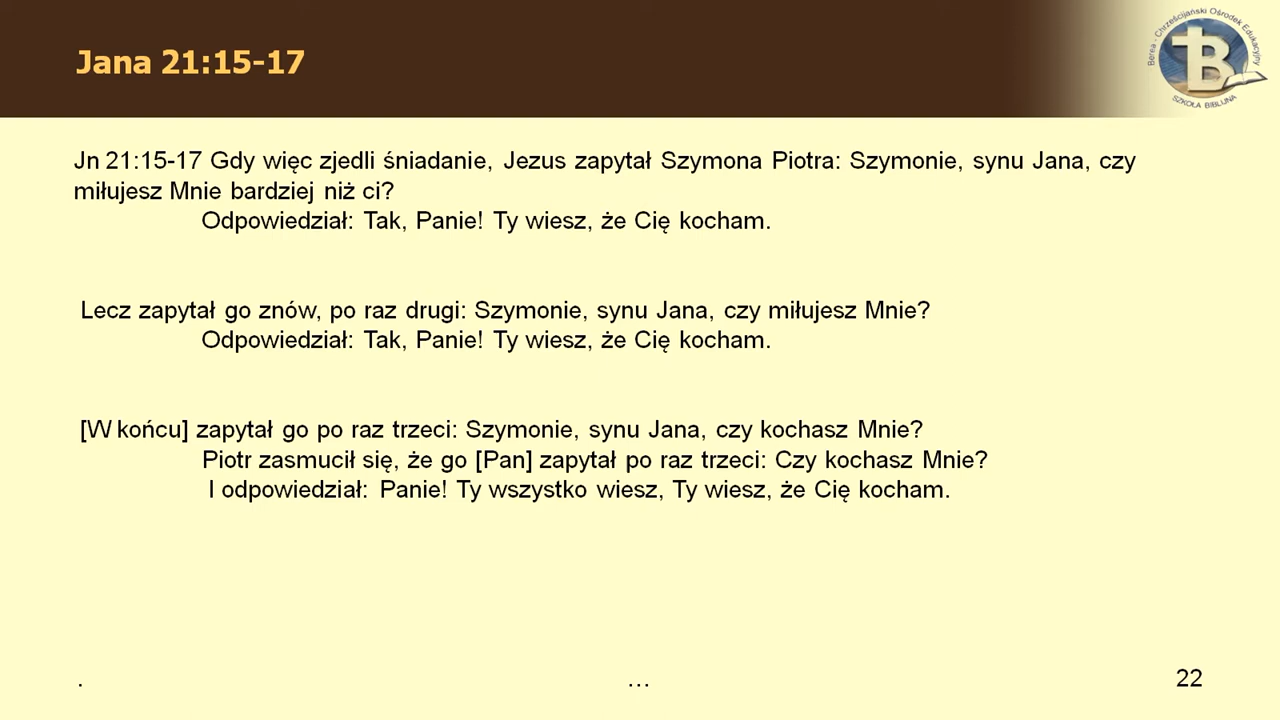 Jana 21:15-17
Berea - Chrześcijański Ośrodek Edukacyjny
B
SZKOŁA BIBLIJNA
Jn 21:15-17 Gdy więc zjedli śniadanie, Jezus zapytał Szymona Piotra: Szymonie, synu Jana, czy
miłujesz Mnie bardziej niż ci?
Odpowiedział: Tak, Panie! Ty wiesz, że Cię kocham.
Lecz zapytał go znów, po raz drugi: Szymonie, synu Jana, czy miłujesz Mnie?
Odpowiedział: Tak, Panie! Ty wiesz, że Cię kocham.
[W końcu] zapytał go po raz trzeci: Szymonie, synu Jana, czy kochasz Mnie?
Piotr zasmucił się, że go [Pan] zapytał po raz trzeci: Czy kochasz Mnie?
I odpowiedział: Panie! Ty wszystko wiesz, Ty wiesz, że Cię kocham.
. … 22